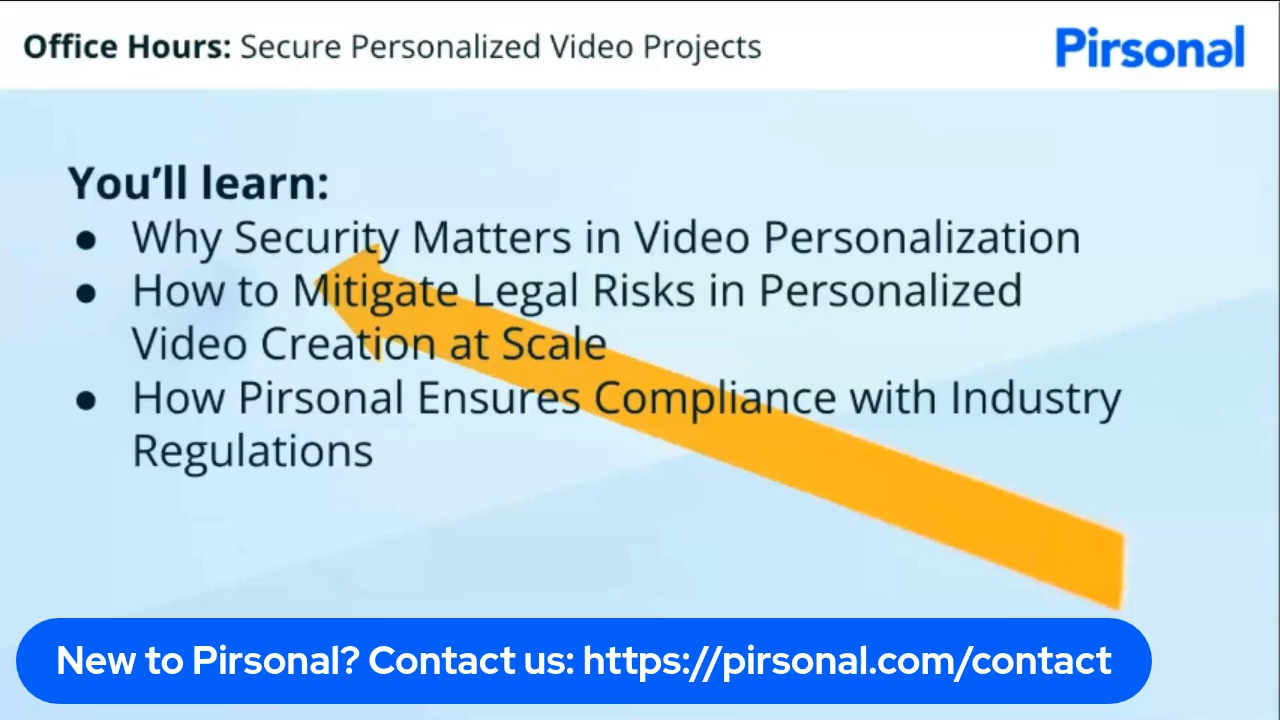 Office Hours: Secure Personalized Video Projects
Pirsonal
You’ll learn:
● Why Security Matters in Video Personalization
● How to Mitigate Legal Risks in Personalized
Video Creation at Scale
● How Pirsonal Ensures Compliance with Industry
Regulations
New to Pirsonal? Contact us: https://pirsonal.com/contact